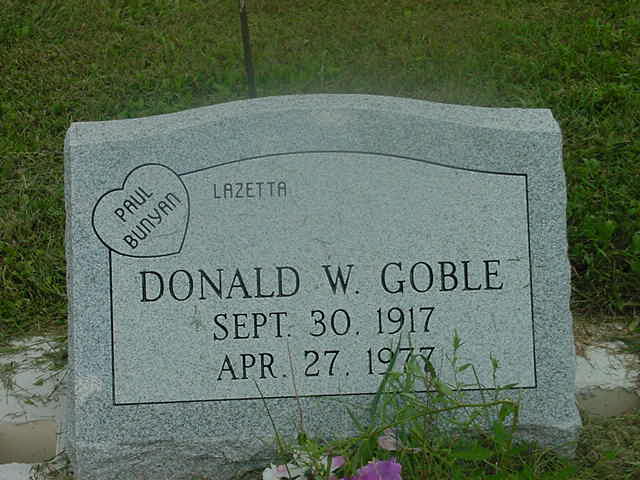 PAUL
BUNYAN
LAZETTA
DONALD W. GOBLE
SEPT. 30, 1917
APR. 27, 1977